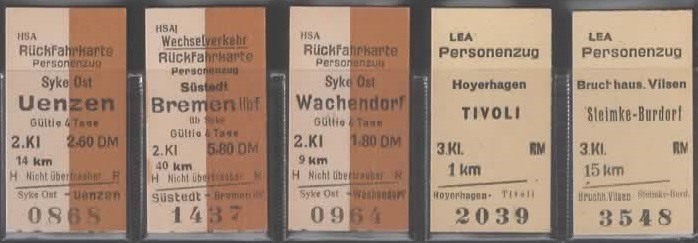 HSA
Rückfahrkarte
Personenzug
Syke Ost
Uenzen
Gültig 4 Tage
2.Kl 2.60 DM
14 km
H Nicht übertragbar R
Syke Ost - Uenzen
0868
HSA
Wechselverkehr
Rückfahrkarte
Personenzug
Süstedt
Bremen Hbf
üb Syke
Gültig 4 Tage
2.Kl 5.80 DM
40 km
H Nicht übertragbar R
Süstedt - Bremen Hbf
1437
HSA
Rückfahrkarte
Personenzug
Syke Ost
Wachendorf
Gültig 4 Tage
2.Kl 1.80 DM
9 km
H Nicht übertragbar R
Syke Ost - Wachendorf
0964
LEA
Personenzug
Hoyerhagen
TIVOLI
3.Kl. RM
1 km
Hoyerhagen- Tivoli
2039
LEA
Personenzug
Bruchhaus. Vilsen
Steimke-Burdorf
3.Kl. RM
15 km
Bruchh. Vilsen Steimke-Burd.
3548